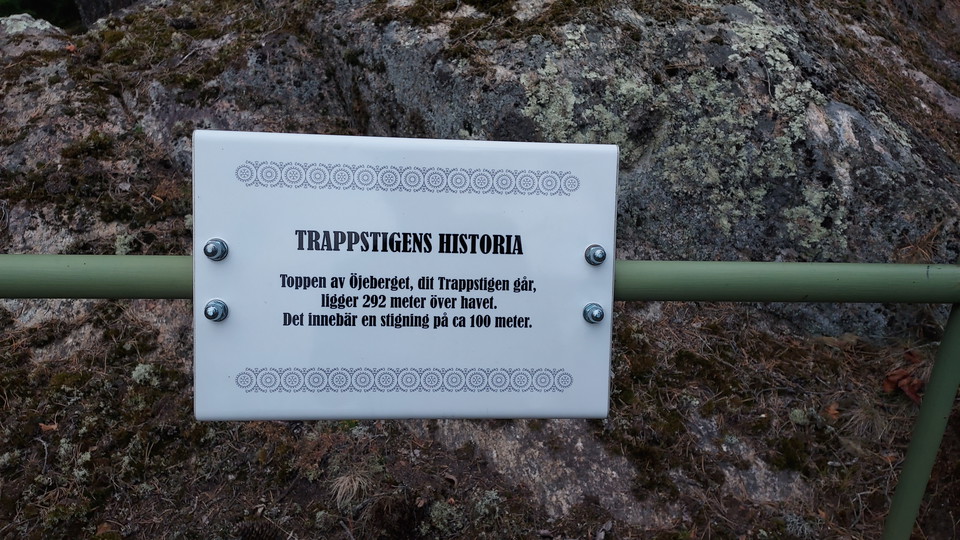 TRAPPSTIGENS HISTORIA
Toppen av Öjeberget, dit Trappstigen går,
ligger 292 meter över havet.
Det innebär en stigning på ca 100 meter.